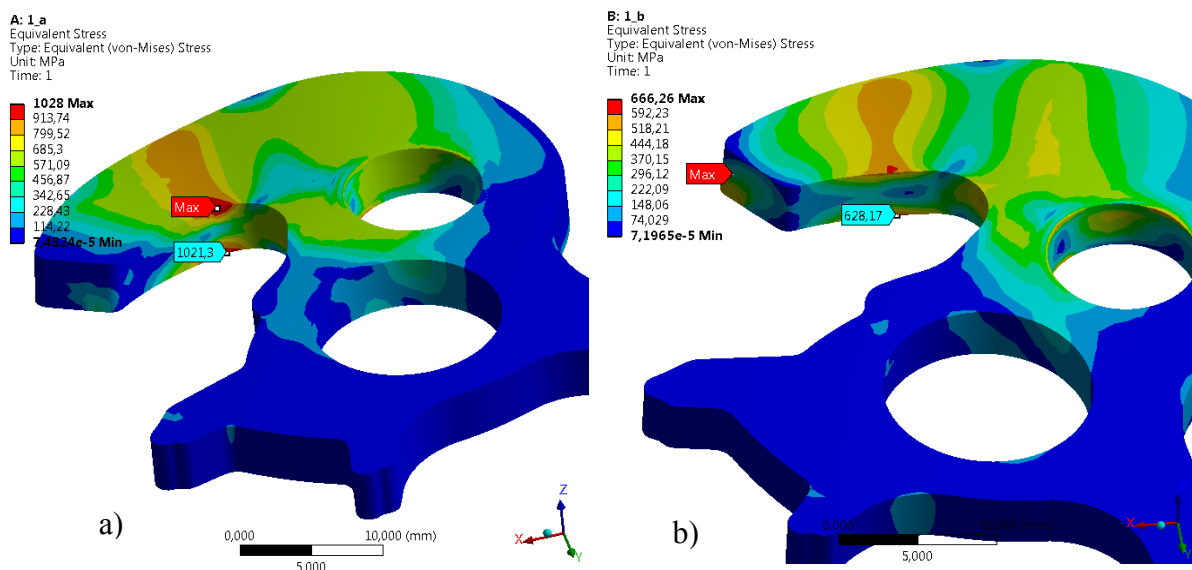 A: 1_a
Equivalent Stress
Type: Equivalent (von-Mises) Stress
Unit: MPa
Time: 1
1028 Max
913,74
799,52
685,3
571,09
456,87
342,65
228,43
114,22
7,4824e-5 Min
Max
1021,3
a)
0,000
10,000 (mm)
5,000
Z
X
Y
B: 1_b
Equivalent Stress
Type: Equivalent (von-Mises) Stress
Unit: MPa
Time: 1
666,26 Max
592,23
518,21
444,18
370,15
296,12
222,09
148,06
74,029
7,1965e-5 Min
Max
628,17
b)
0,000
(mm)
5,000
X
Y